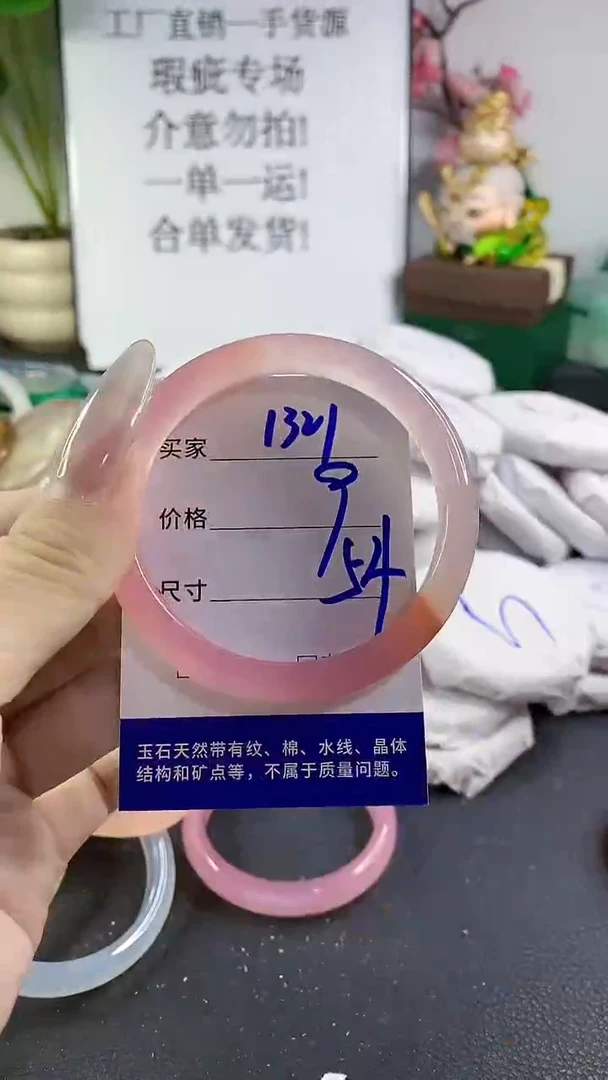 工厂直销一手货源
瑕疵专场
介意勿拍!
一单一运!
合单发货!
买家
价格
尺寸 54
玉石天然带有纹、棉、水线、晶体
结构和矿点等，不属于质量问题。